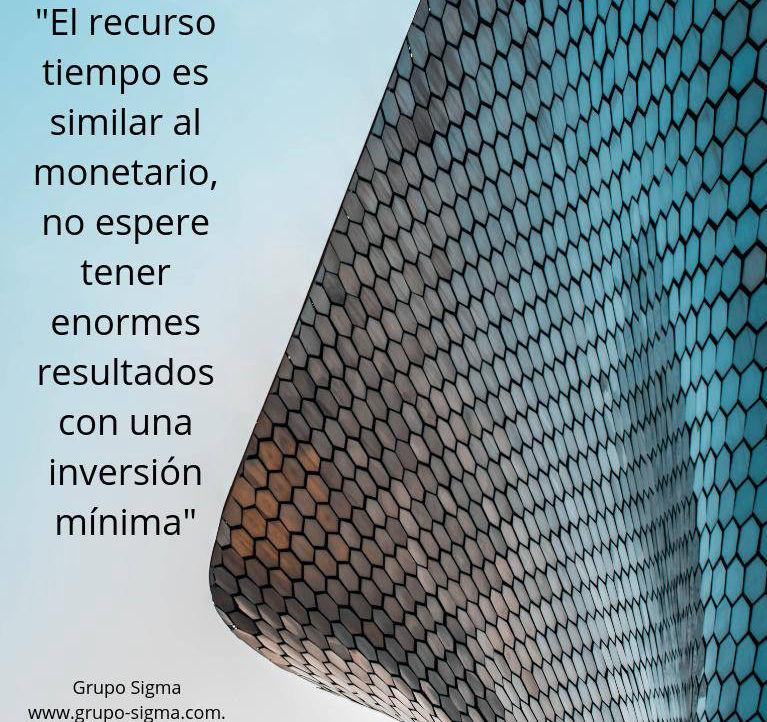 "El recurso
tiempo es
similar al
monetario,
no espere
tener
enormes
resultados
con una
inversión
mínima"
Grupo Sigma
www.grupo-sigma.com.